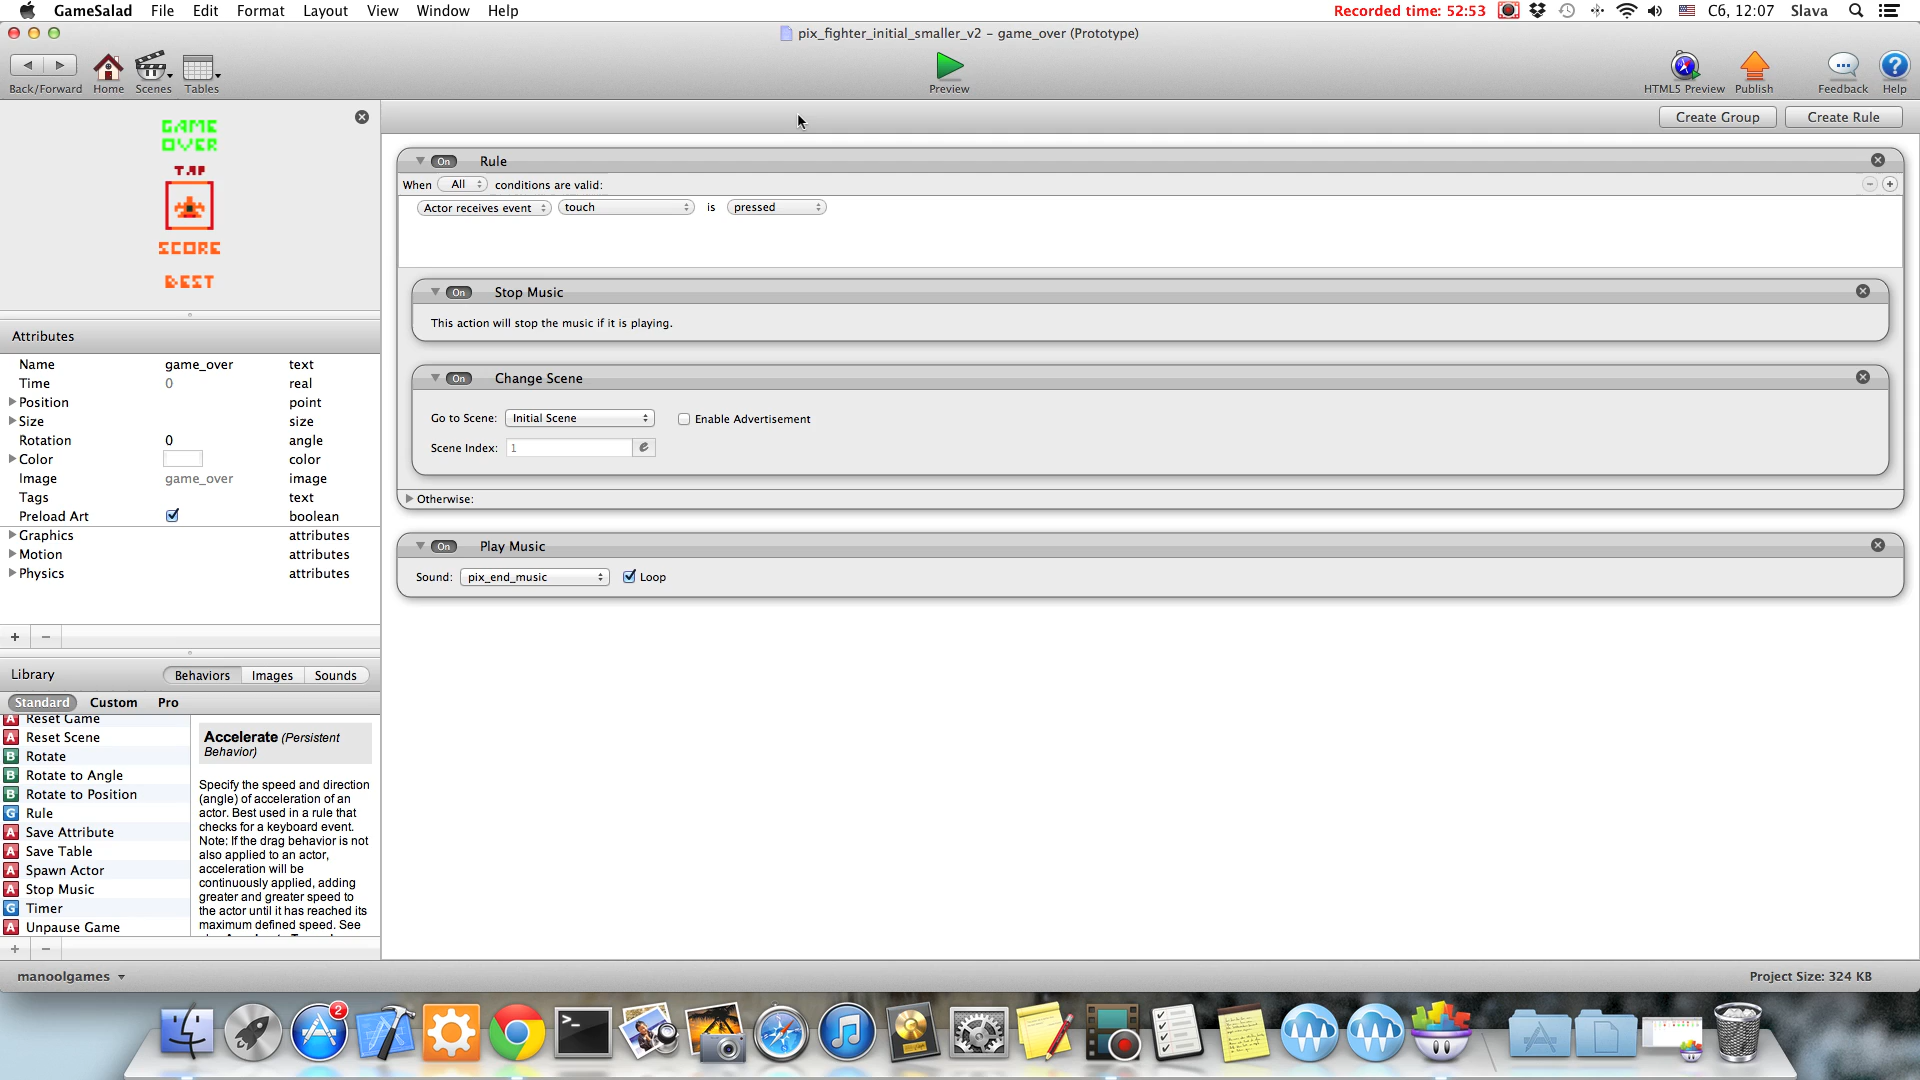 GameSalad File Edit Format Layout View Window Help Recorded time: 52:53 C6, 12:07 Slava
pix_fighter_initial_smaller_v2 – game_over (Prototype)
Back/Forward Home Scenes Tables Preview HTML5 Preview Publish Feedback Help
Create Group Create Rule
GAME
OVER
TAP
SCORE
BEST
On Rule
When All conditions are valid:
Actor receives event touch is pressed
On Stop Music
This action will stop the music if it is playing.
On Change Scene
Go to Scene: Initial Scene Enable Advertisement
Scene Index: 1
Otherwise:
On Play Music
Sound: pix_end_music Loop
Attributes
Name game_over text
Time 0 real
Position point
Size size
Rotation 0 angle
Color color
Image game_over image
Tags text
Preload Art boolean
Graphics attributes
Motion attributes
Physics attributes
+ −
Library Behaviors Images Sounds
Standard Custom Pro
A Reset Game
A Reset Scene
B Rotate
B Rotate to Angle
B Rotate to Position
G Rule
A Save Attribute
A Save Table
A Spawn Actor
A Stop Music
G Timer
A Unpause Game
Accelerate (Persistent
Behavior)
Specify the speed and direction
(angle) of acceleration of an
actor. Best used in a rule that
checks for a keyboard event.
Note: If the drag behavior is not
also applied to an actor,
acceleration will be
continuously applied, adding
greater and greater speed to
the actor until it has reached its
maximum defined speed. See
+ −
manoolgames Project Size: 324 KB
2